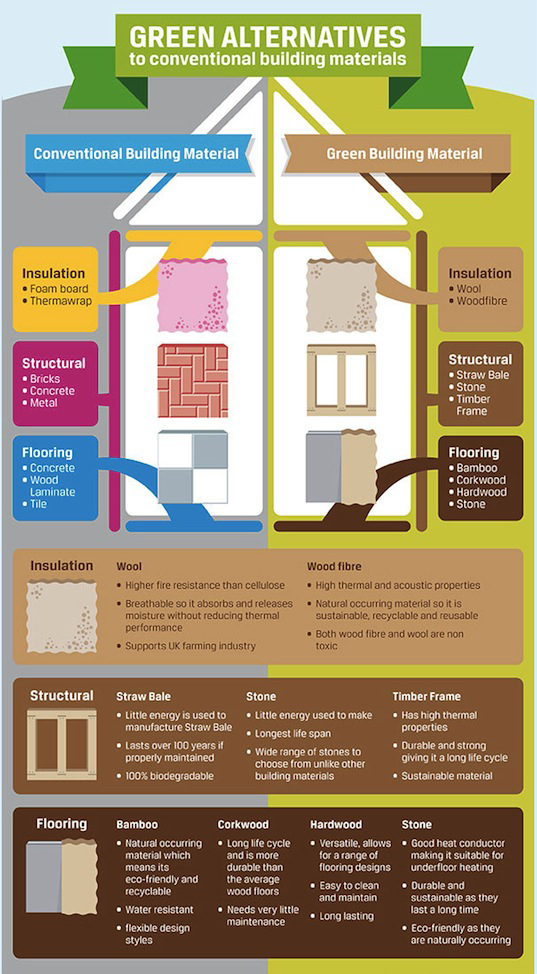 GREEN ALTERNATIVES
to conventional building materials
Conventional Building Material
Green Building Material
Insulation
• Foam board
• Thermawrap
Structural
• Bricks
• Concrete
• Metal
Flooring
• Concrete
• Wood
Laminate
• Tile
Insulation
• Wool
• Woodfibre
Structural
• Straw Bale
• Stone
• Timber
Frame
Flooring
• Bamboo
• Corkwood
• Hardwood
• Stone
Insulation
Wool
• Higher fire resistance than cellulose
• Breathable so it absorbs and releases
moisture without reducing thermal
performance
• Supports UK farming industry
Wood fibre
• High thermal and acoustic properties
• Natural occurring material so it is
sustainable, recyclable and reusable
• Both wood fibre and wool are non
toxic
Structural
Straw Bale
• Little energy is used to
manufacture Straw Bale
• Lasts over 100 years if
properly maintained
• 100% biodegradable
Stone
• Little energy used to make
• Longest life span
• Wide range of stones to
choose from unlike other
building materials
Timber Frame
• Has high thermal
properties
• Durable and strong
giving it a long life cycle
• Sustainable material
Flooring
Bamboo
• Natural occurring
material which
means its
eco-friendly and
recyclable
• Water resistant
• flexible design
styles
Corkwood
• Long life cycle
and is more
durable than
the average
wood floors
• Needs very little
maintenance
Hardwood
• Versatile, allows
for a range of
flooring designs
• Easy to clean
and maintain
• Long lasting
Stone
• Good heat conductor
making it suitable for
underfloor heating
• Durable and
sustainable as they
last a long time
• Eco-friendly as they
are naturally occurring